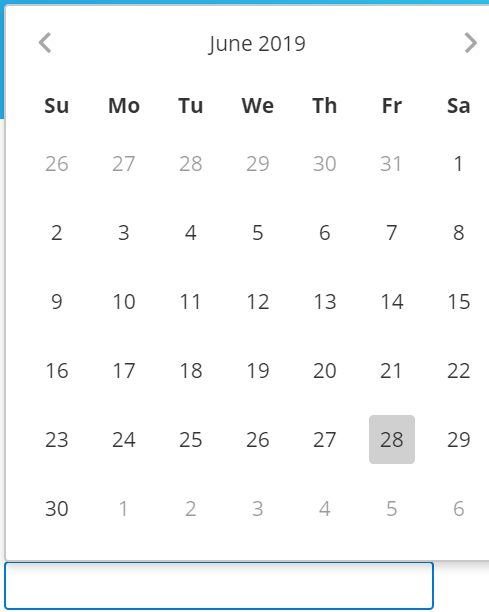 June 2019
Su Mo Tu We Th Fr Sa
26 27 28 29 30 31 1
2 3 4 5 6 7 8
9 10 11 12 13 14 15
16 17 18 19 20 21 22
23 24 25 26 27 28 29
30 1 2 3 4 5 6